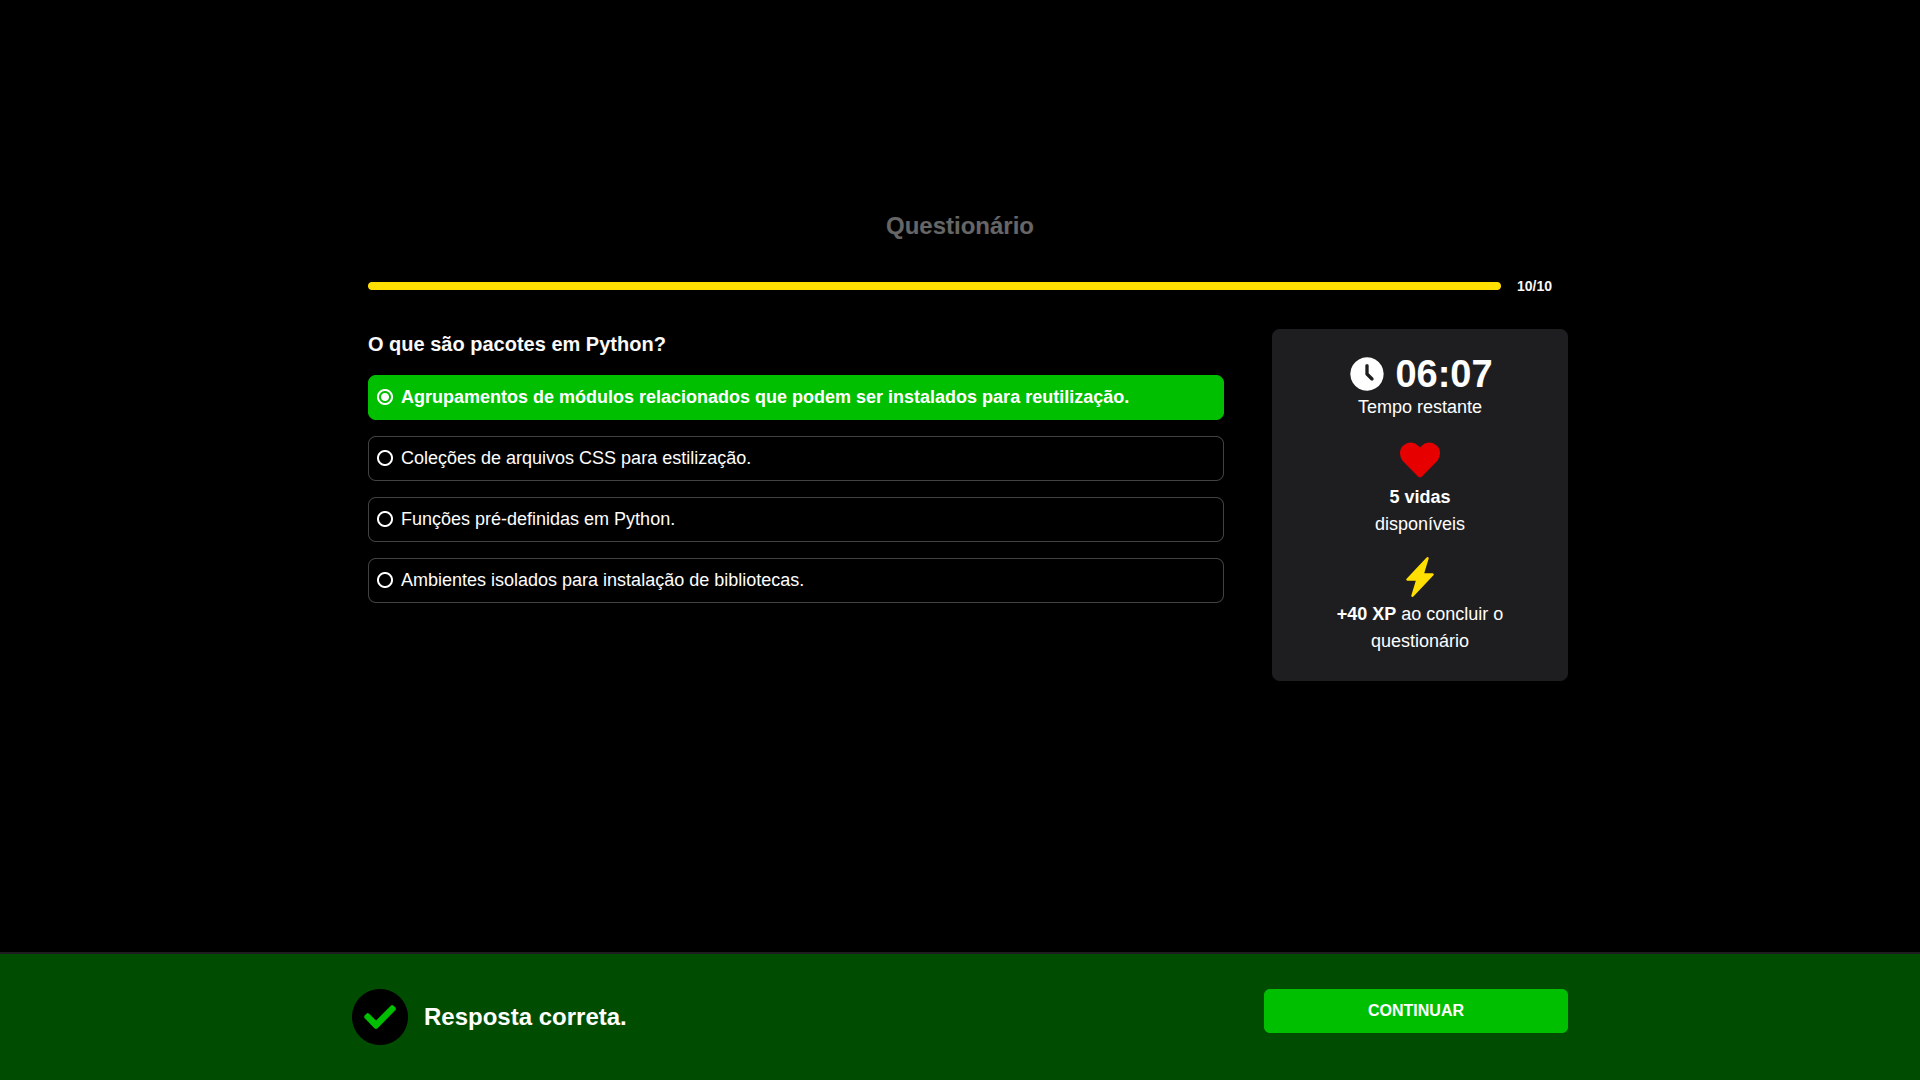 Questionário
10/10
O que são pacotes em Python?
Agrupamentos de módulos relacionados que podem ser instalados para reutilização.
Coleções de arquivos CSS para estilização.
Funções pré-definidas em Python.
Ambientes isolados para instalação de bibliotecas.
06:07
Tempo restante
5 vidas
disponíveis
+40 XP ao concluir o
questionário
Resposta correta.
CONTINUAR